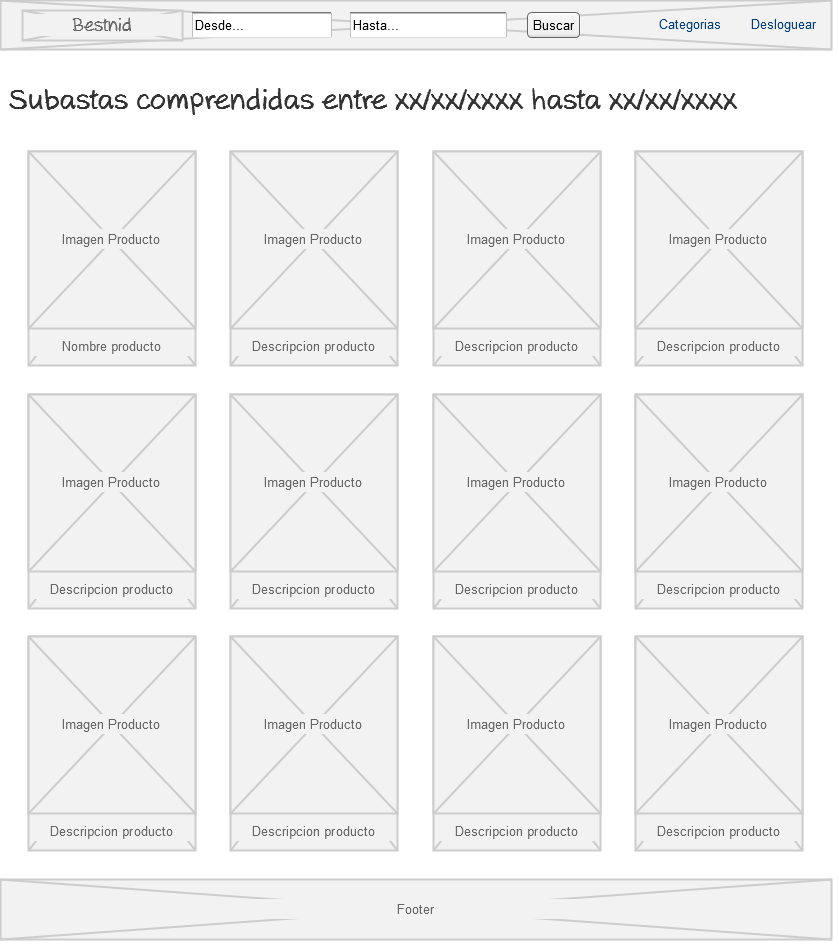 Bestnid Desde... Hasta... Buscar Categorias Desloguear
Subastas comprendidas entre xx/xx/xxxx hasta xx/xx/xxxx
Imagen Producto Imagen Producto Imagen Producto Imagen Producto
Nombre producto Descripcion producto Descripcion producto Descripcion producto
Imagen Producto Imagen Producto Imagen Producto Imagen Producto
Descripcion producto Descripcion producto Descripcion producto Descripcion producto
Imagen Producto Imagen Producto Imagen Producto Imagen Producto
Descripcion producto Descripcion producto Descripcion producto Descripcion producto
Footer